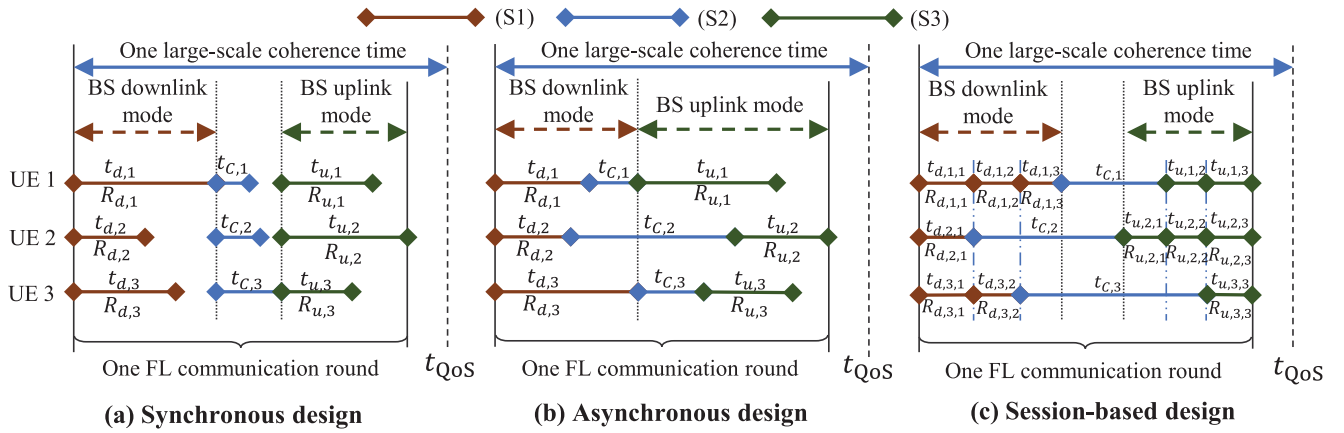 (S1) (S2) (S3)
One large-scale coherence time
BS downlink mode
BS uplink mode
UE 1
t_{d,1}
R_{d,1}
t_{C,1}
t_{u,1}
R_{u,1}
UE 2
t_{d,2}
R_{d,2}
t_{C,2}
t_{u,2}
R_{u,2}
UE 3
t_{d,3}
R_{d,3}
t_{C,3}
t_{u,3}
R_{u,3}
One FL communication round
t_{QoS}
(a) Synchronous design
One large-scale coherence time
BS downlink mode
BS uplink mode
t_{d,1}
R_{d,1}
t_{C,1}
t_{u,1}
R_{u,1}
t_{d,2}
R_{d,2}
t_{C,2}
t_{u,2}
R_{u,2}
t_{d,3}
R_{d,3}
t_{C,3}
t_{u,3}
R_{u,3}
One FL communication round
t_{QoS}
(b) Asynchronous design
One large-scale coherence time
BS downlink mode
BS uplink mode
t_{d,1,1} t_{d,1,2} t_{d,1,3} t_{C,1} t_{u,1,2} t_{u,1,3}
R_{d,1,1} R_{d,1,2} R_{d,1,3} R_{u,1,2} R_{u,1,3}
t_{d,2,1} t_{C,2} t_{u,2,1} t_{u,2,2} t_{u,2,3}
R_{d,2,1} R_{u,2,1} R_{u,2,2} R_{u,2,3}
t_{d,3,1} t_{d,3,2} t_{C,3} t_{u,3,3}
R_{d,3,1} R_{d,3,2} R_{u,3,3}
One FL communication round
t_{QoS}
(c) Session-based design